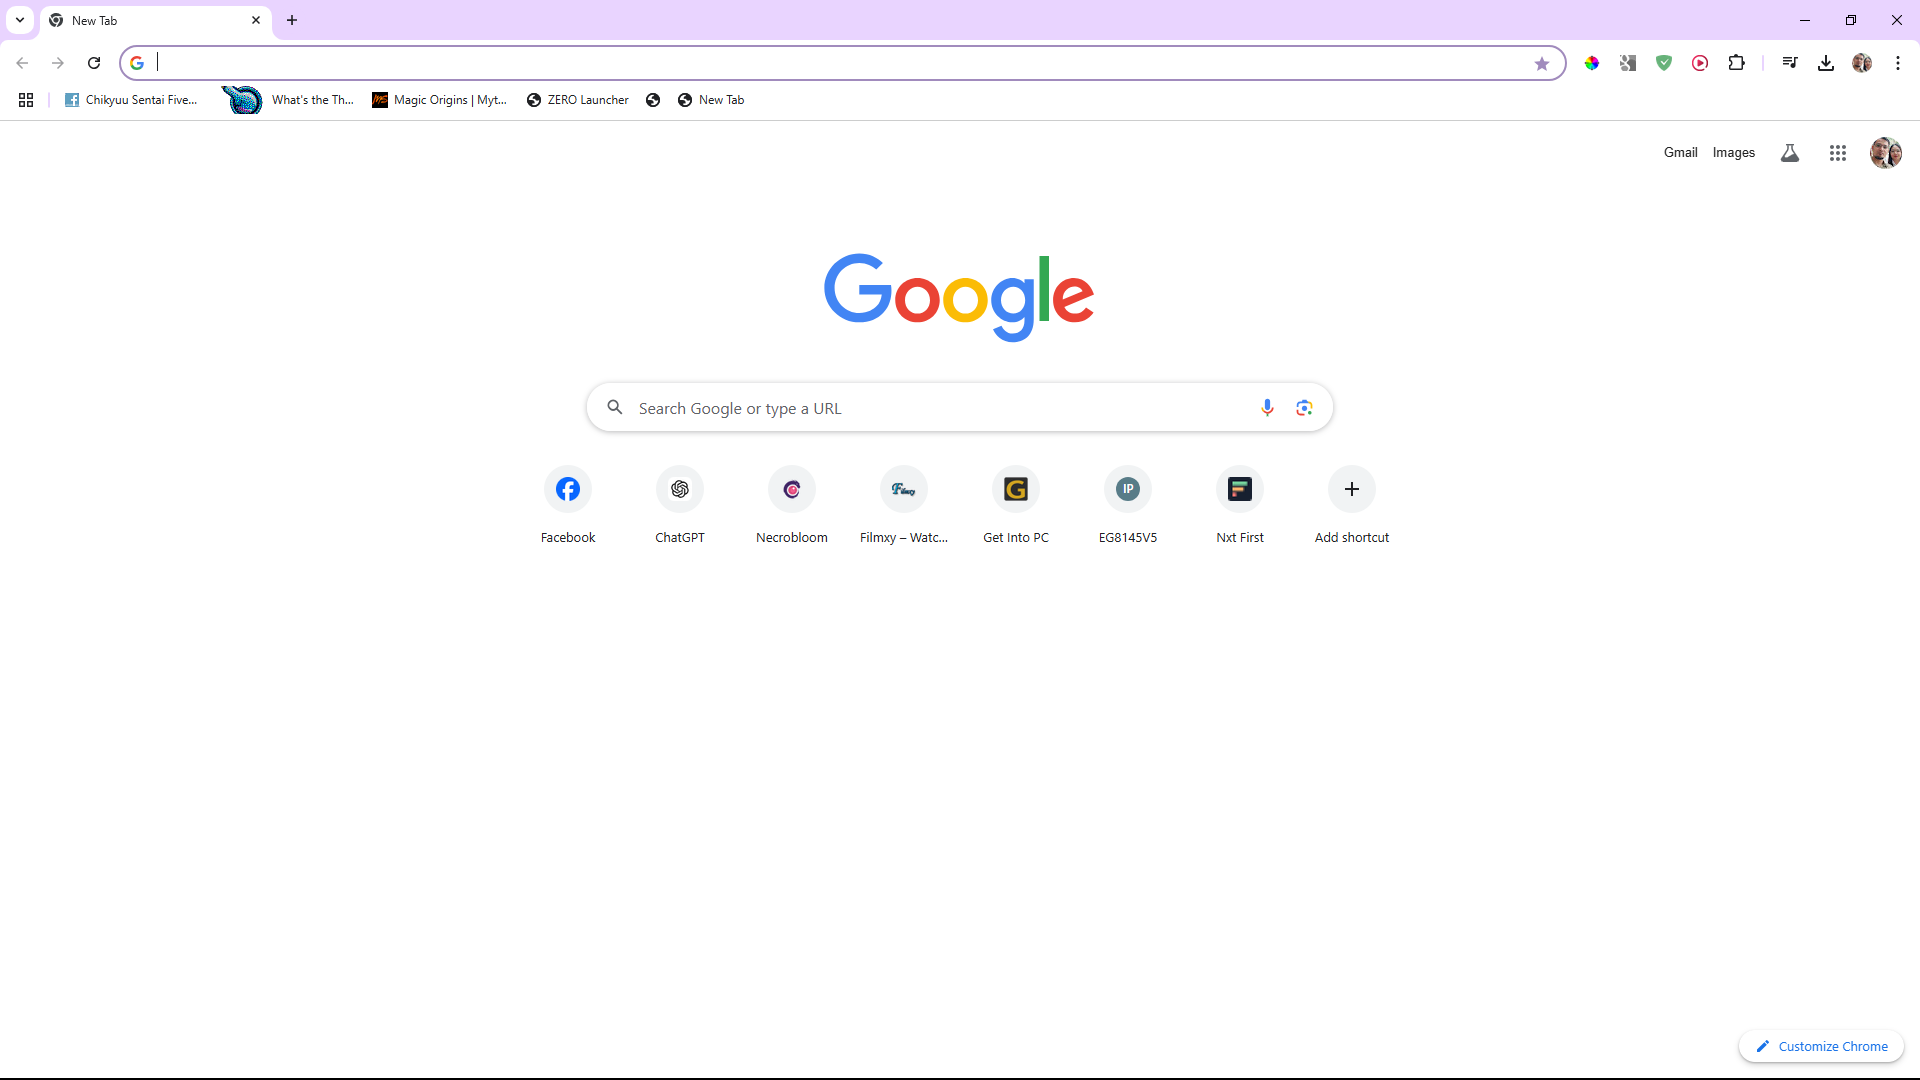 New Tab
Chikyuu Sentai Five...
What's the Th...
Magic Origins | Myt...
ZERO Launcher
New Tab
Gmail
Images
Google
Search Google or type a URL
Facebook
ChatGPT
Necrobloom
Filmxy – Watc...
Get Into PC
IP
EG8145V5
Nxt First
Add shortcut
Customize Chrome